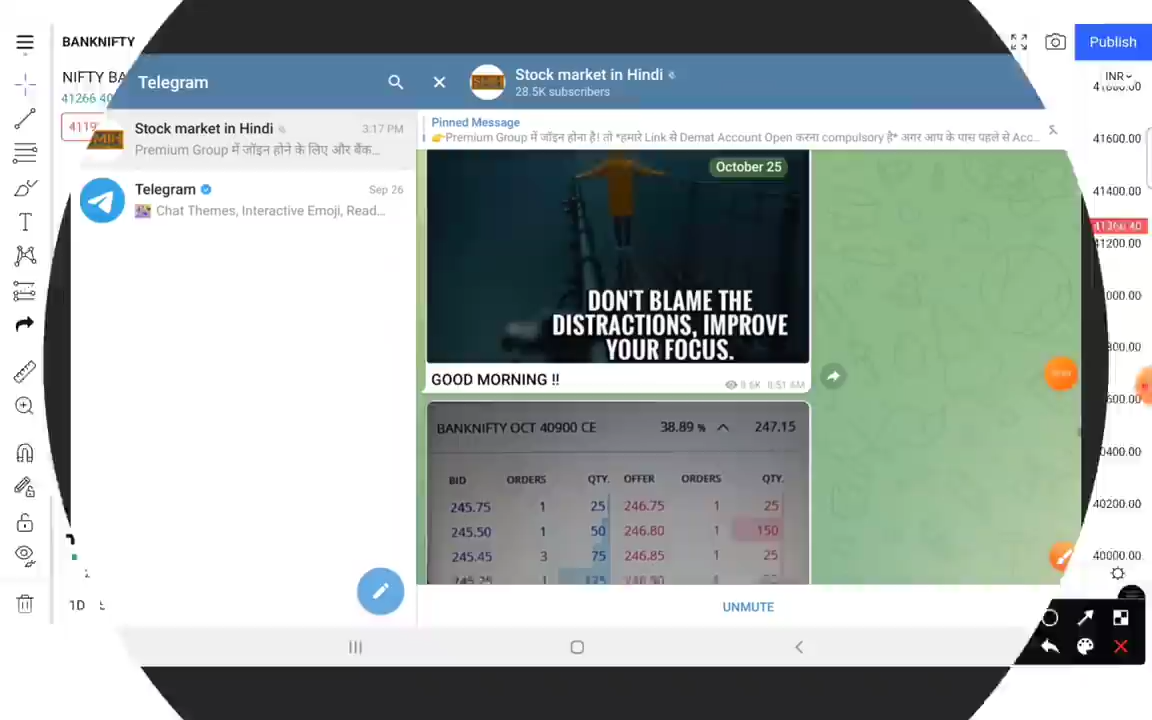 BANKNIFTY
Publish
NIFTY BA
INR
Telegram
Stock market in Hindi
28.5K subscribers
Stock market in Hindi
3:17 PM
Premium Group में जॉइन होने के लिए और बैंक...
Telegram
Sep 26
Chat Themes, Interactive Emoji, Read...
Pinned Message
👉Premium Group में जॉइन होना है! तो *हमारे Link से Demat Account Open करना compulsory है* अगर आप के पास पहले से Acc...
October 25
DON'T BLAME THE
DISTRACTIONS, IMPROVE
YOUR FOCUS.
GOOD MORNING !!
8:51 AM
BANKNIFTY OCT 40900 CE 38.89 % 247.15
BID ORDERS QTY. OFFER ORDERS QTY.
245.75 1 25 246.75 1 25
245.50 1 50 246.80 1 150
245.45 3 75 246.85 1 25
UNMUTE
1D
41600.00
41400.00
41200.00
40200.00
40000.00